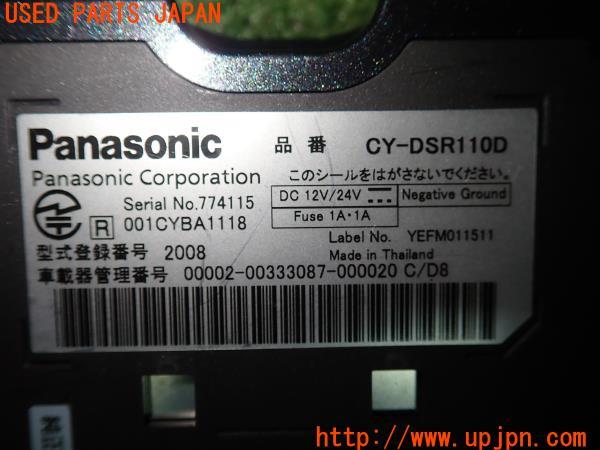 USED PARTS JAPAN
Panasonic 品番 CY-DSR110D
Panasonic Corporation このシールをはがさないでください。
Serial No.774115 DC 12V/24V Negative Ground
R 001CYBA1118 Fuse 1A・1A
Label No. YEFM011511
型式登録番号 2008 Made in Thailand
車載器管理番号 00002-00333087-000020 C/D8
http://www.upjpn.com/